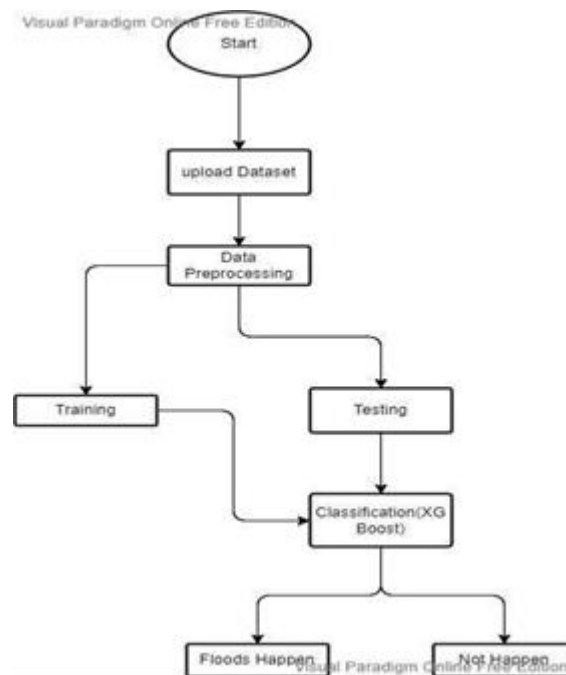 Visual Paradigm Online Free Edition
Start
upload Dataset
Data
Preprocessing
Training
Testing
Classification(XG
Boost)
Floods Happen
Not Happen
Visual Paradigm Online Free Edition